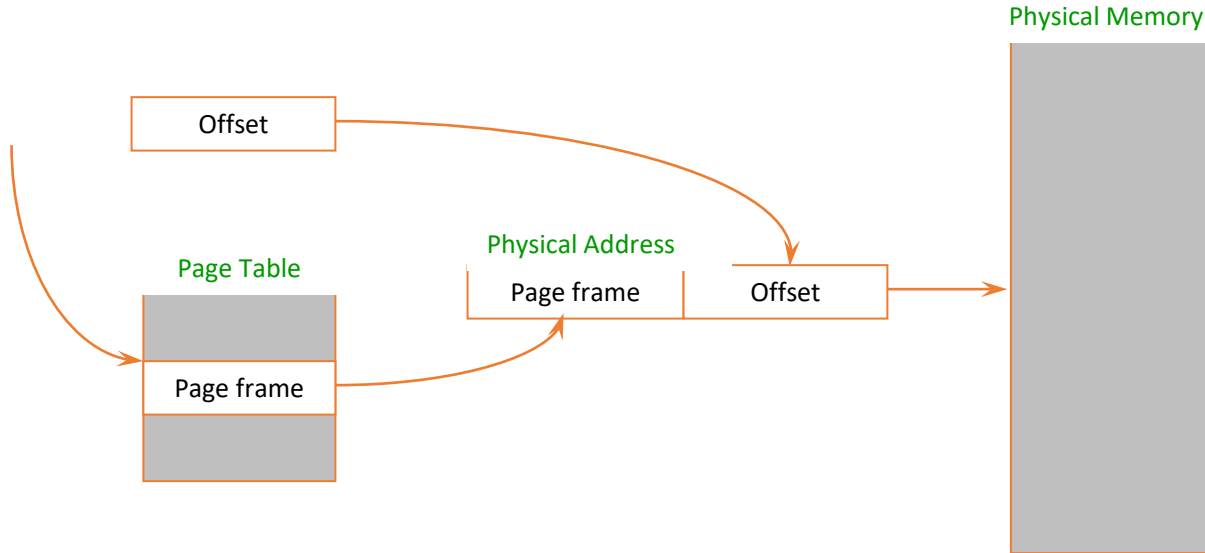 Physical Memory
Offset
Physical Address
Page Table
Page frame
Offset
Page frame